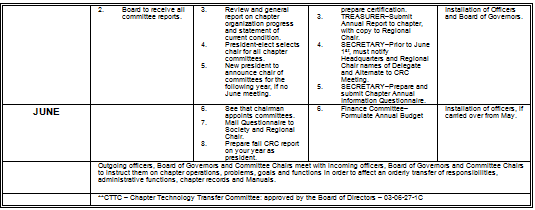 2. Board to receive all
committee reports.
3. Review and general
report on chapter
organization progress
and statement of
current condition.
4. President-elect selects
chair for all chapter
committees.
5. New president to
announce chair of
committees for the
following year, if no
June meeting.
prepare certification.
3. TREASURER–Submit
Annual Report to chapter,
with copy to Regional
Chair.
4. SECRETARY–Prior to June
1st, must notify
Headquarters and Regional
Chair names of Delegate
and Alternate to CRC
Meeting.
5. SECRETARY–Prepare and
submit Chapter Annual
Information Questionnaire.
Installation of Officers
and Board of Governors.
JUNE
6. See that chairman
appoints committees.
7. Mail Questionnaire to
Society and Regional
Chair.
8. Prepare fall CRC report
on your year as
president.
6. Finance Committee–
Formulate Annual Budget
Installation of officers, if
carried over from May.
Outgoing officers, Board of Governors and Committee Chairs meet with incoming officers, Board of Governors and Committee Chairs
to instruct them on chapter operations, problems, goals and functions in order to affect an orderly transfer of responsibilities,
administrative functions, chapter records and Manuals.
**CTTC – Chapter Technology Transfer Committee: approved by the Board of Directors – 03-06-27-1C